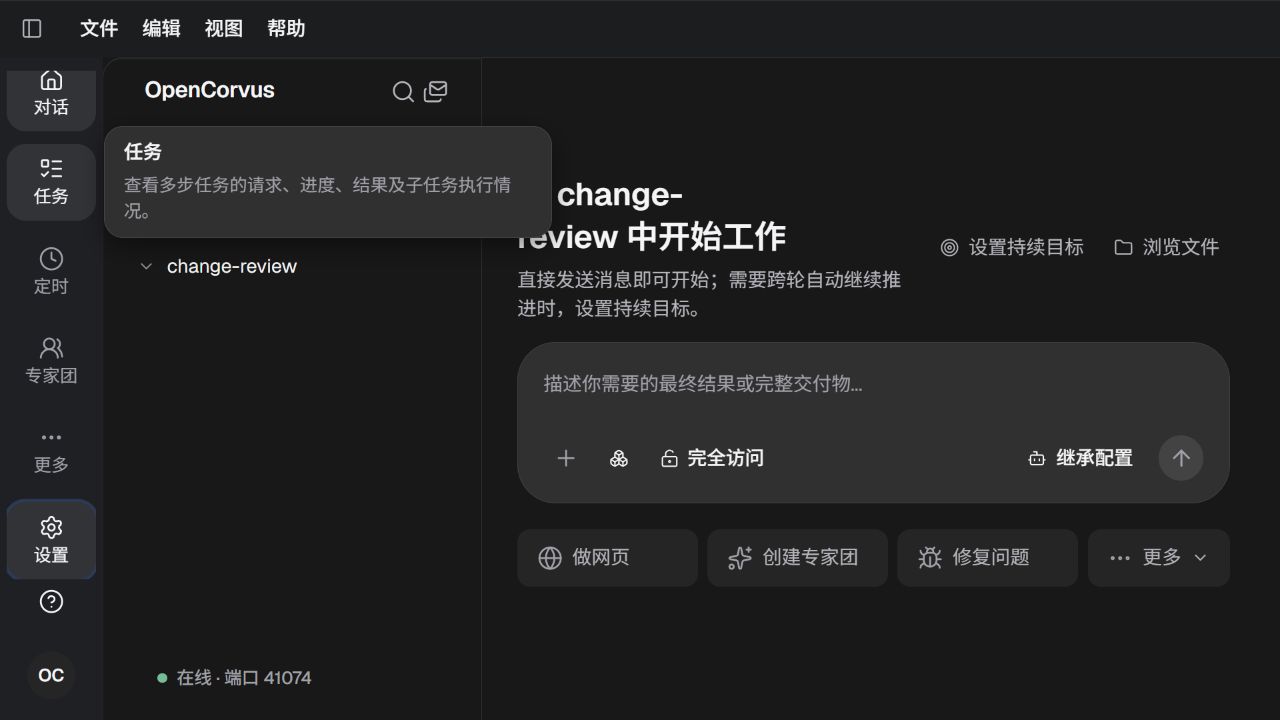 文件 编辑 视图 帮助
对话
任务
定时
专家团
更多
设置
OC
OpenCorvus
任务
查看多步任务的请求、进度、结果及子任务执行情
况。
change-review
在线 · 端口 41074
change-
review 中开始工作
直接发送消息即可开始；需要跨轮自动继续推
进时，设置持续目标。
设置持续目标
浏览文件
描述你需要的最终结果或完整交付物...
完全访问
继承配置
做网页
创建专家团
修复问题
更多